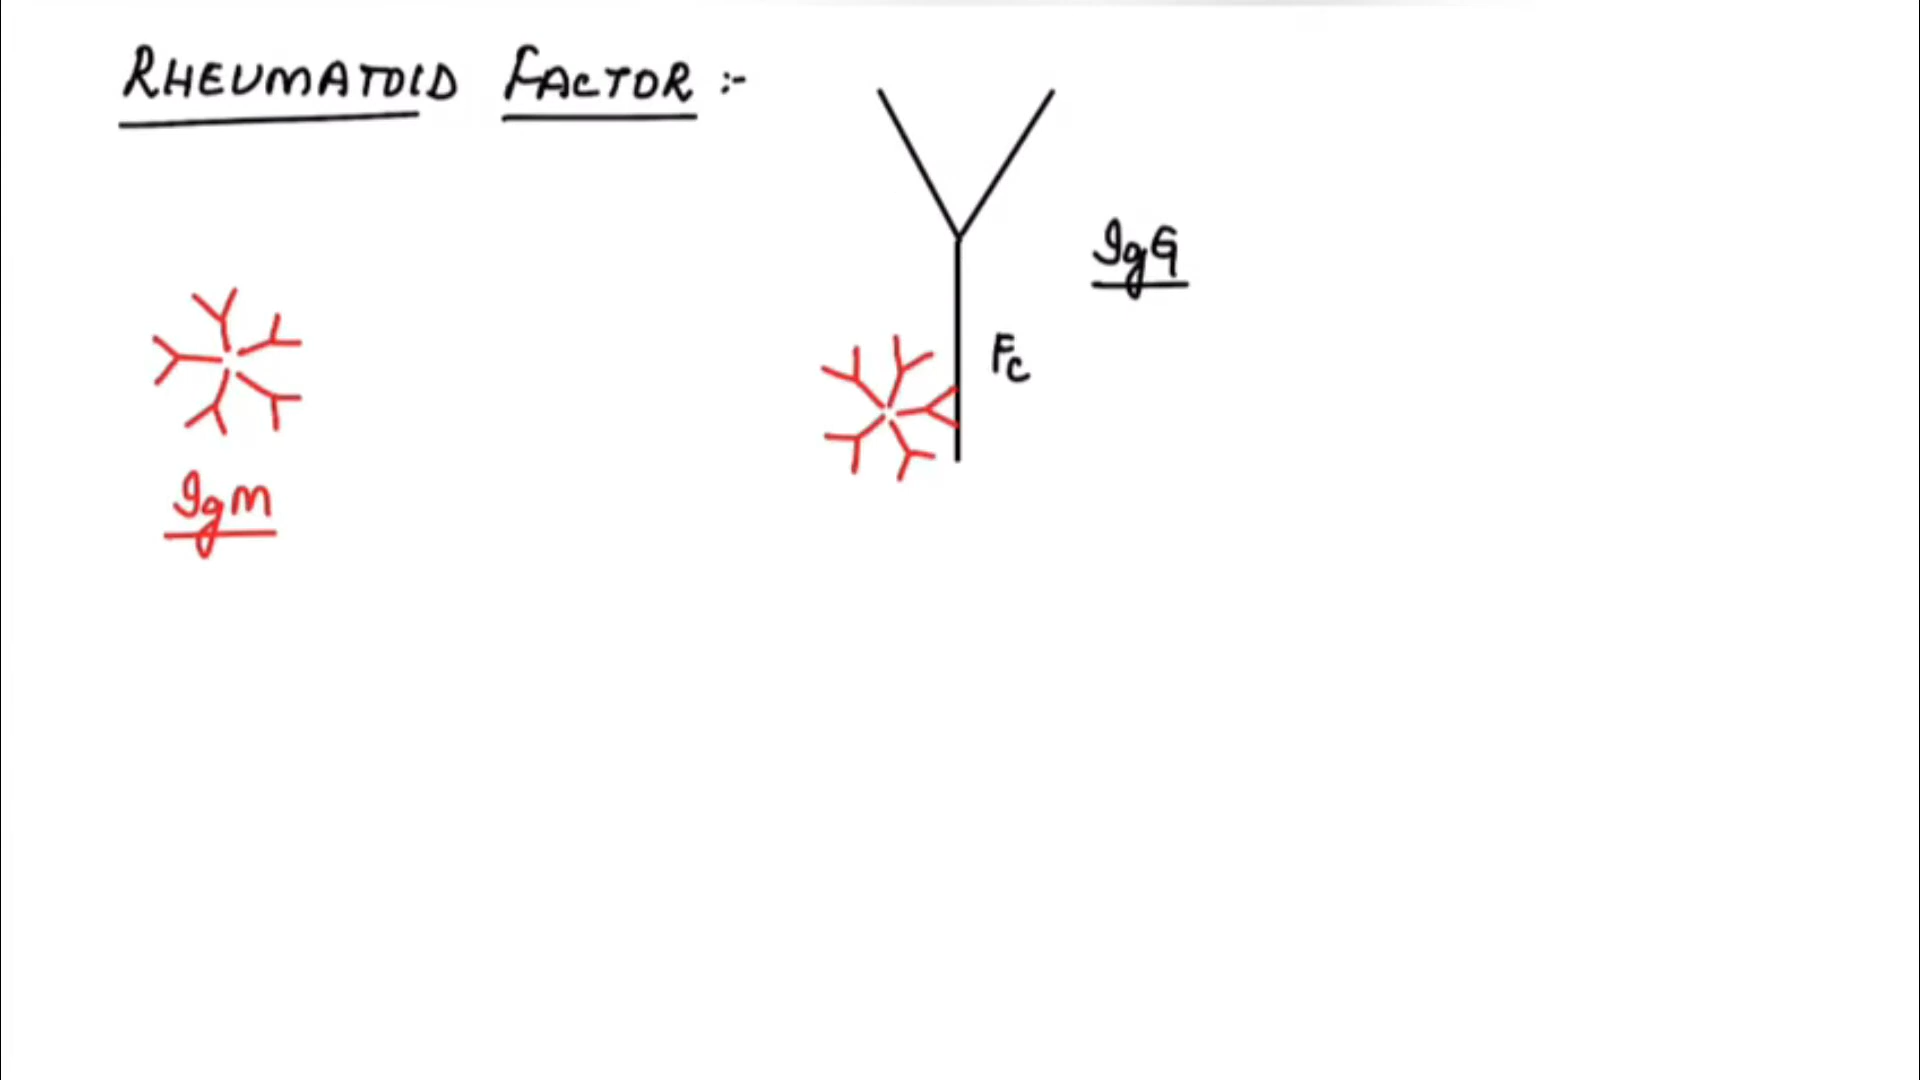 RHEUMATOID FACTOR :-
IgG
Fc
IgM